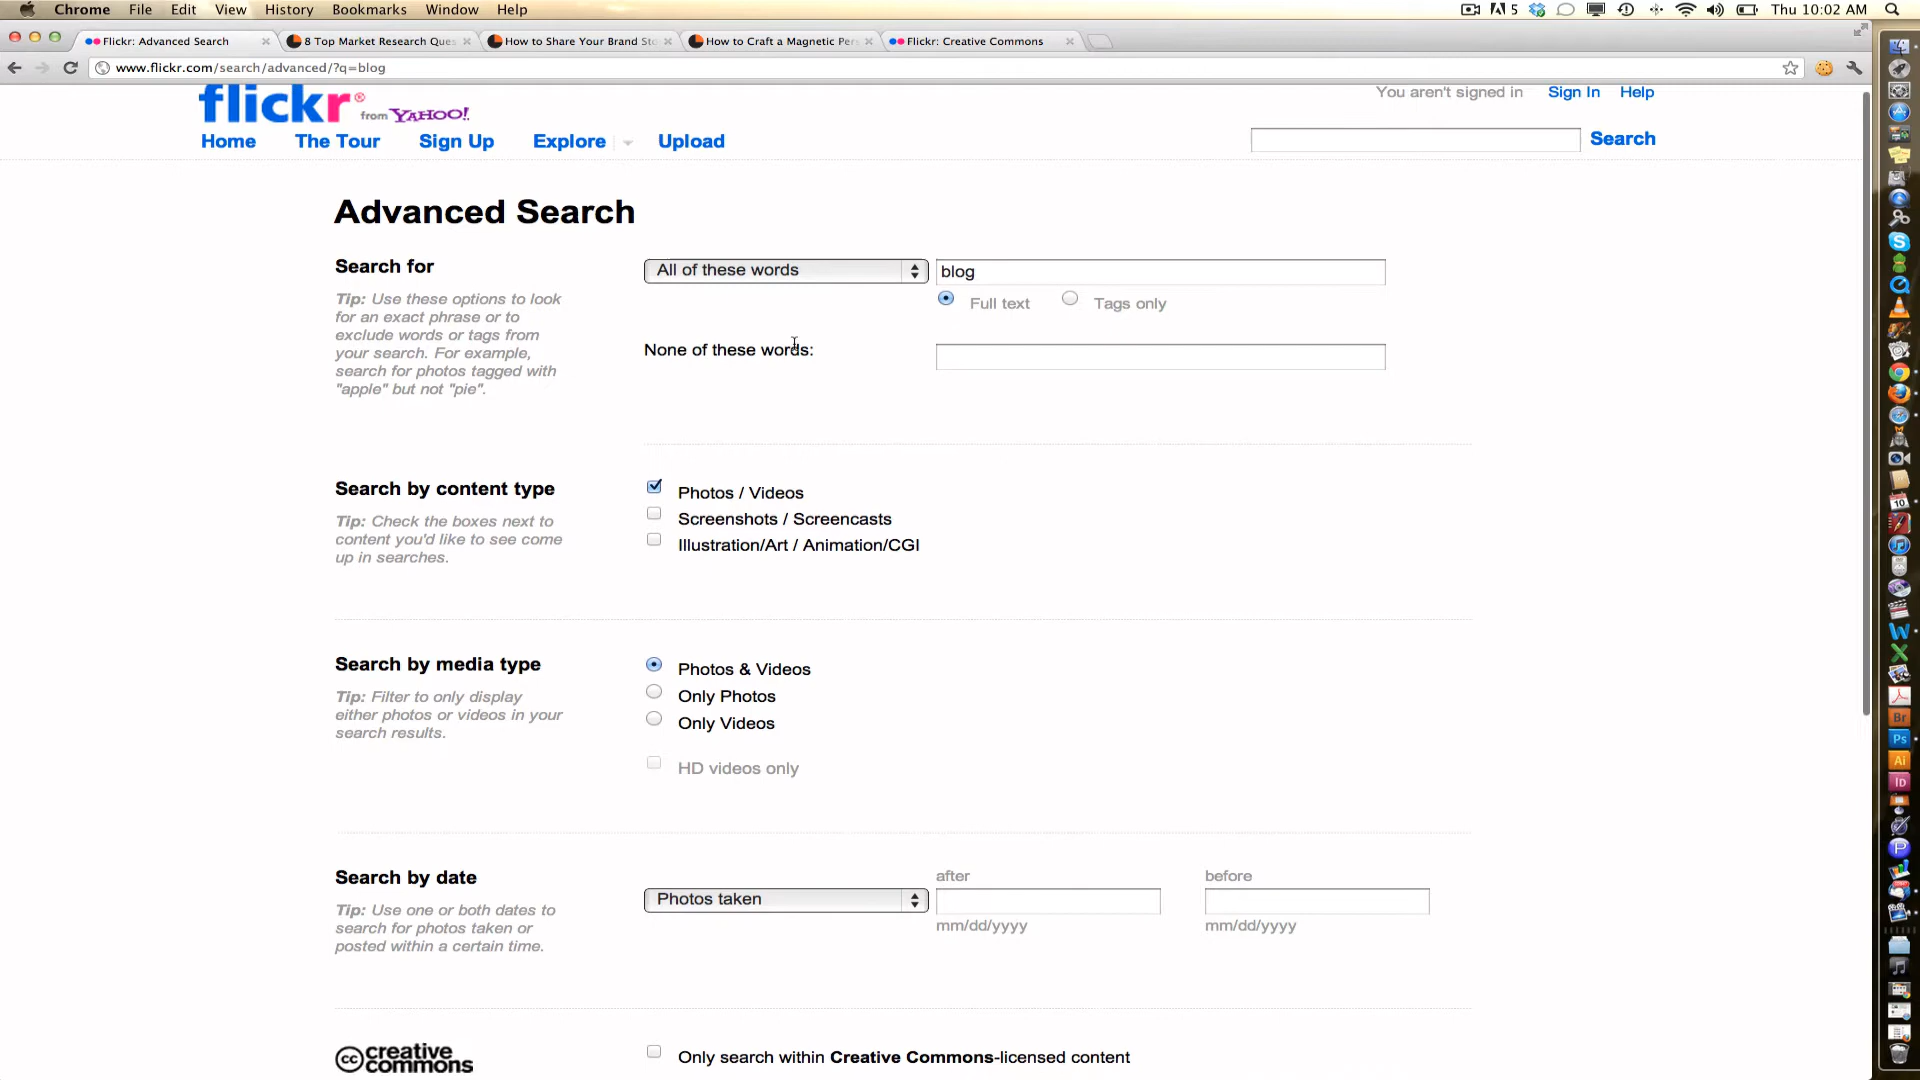 Chrome File Edit View History Bookmarks Window Help 5 Thu 10:02 AM
Flickr: Advanced Search 8 Top Market Research Ques How to Share Your Brand Sto How to Craft a Magnetic Per Flickr: Creative Commons
www.flickr.com/search/advanced/?q=blog
flickr® from YAHOO!
You aren't signed in Sign In Help
Home The Tour Sign Up Explore Upload Search
Advanced Search
Search for
All of these words blog
Tip: Use these options to look
for an exact phrase or to
exclude words or tags from
your search. For example,
search for photos tagged with
"apple" but not "pie".
Full text Tags only
None of these words:
Search by content type
Tip: Check the boxes next to
content you'd like to see come
up in searches.
Photos / Videos
Screenshots / Screencasts
Illustration/Art / Animation/CGI
Search by media type
Tip: Filter to only display
either photos or videos in your
search results.
Photos & Videos
Only Photos
Only Videos
HD videos only
Search by date
Tip: Use one or both dates to
search for photos taken or
posted within a certain time.
Photos taken
after before
mm/dd/yyyy mm/dd/yyyy
cc creative commons
Only search within Creative Commons-licensed content
10
Br
Ps
Ai
Id